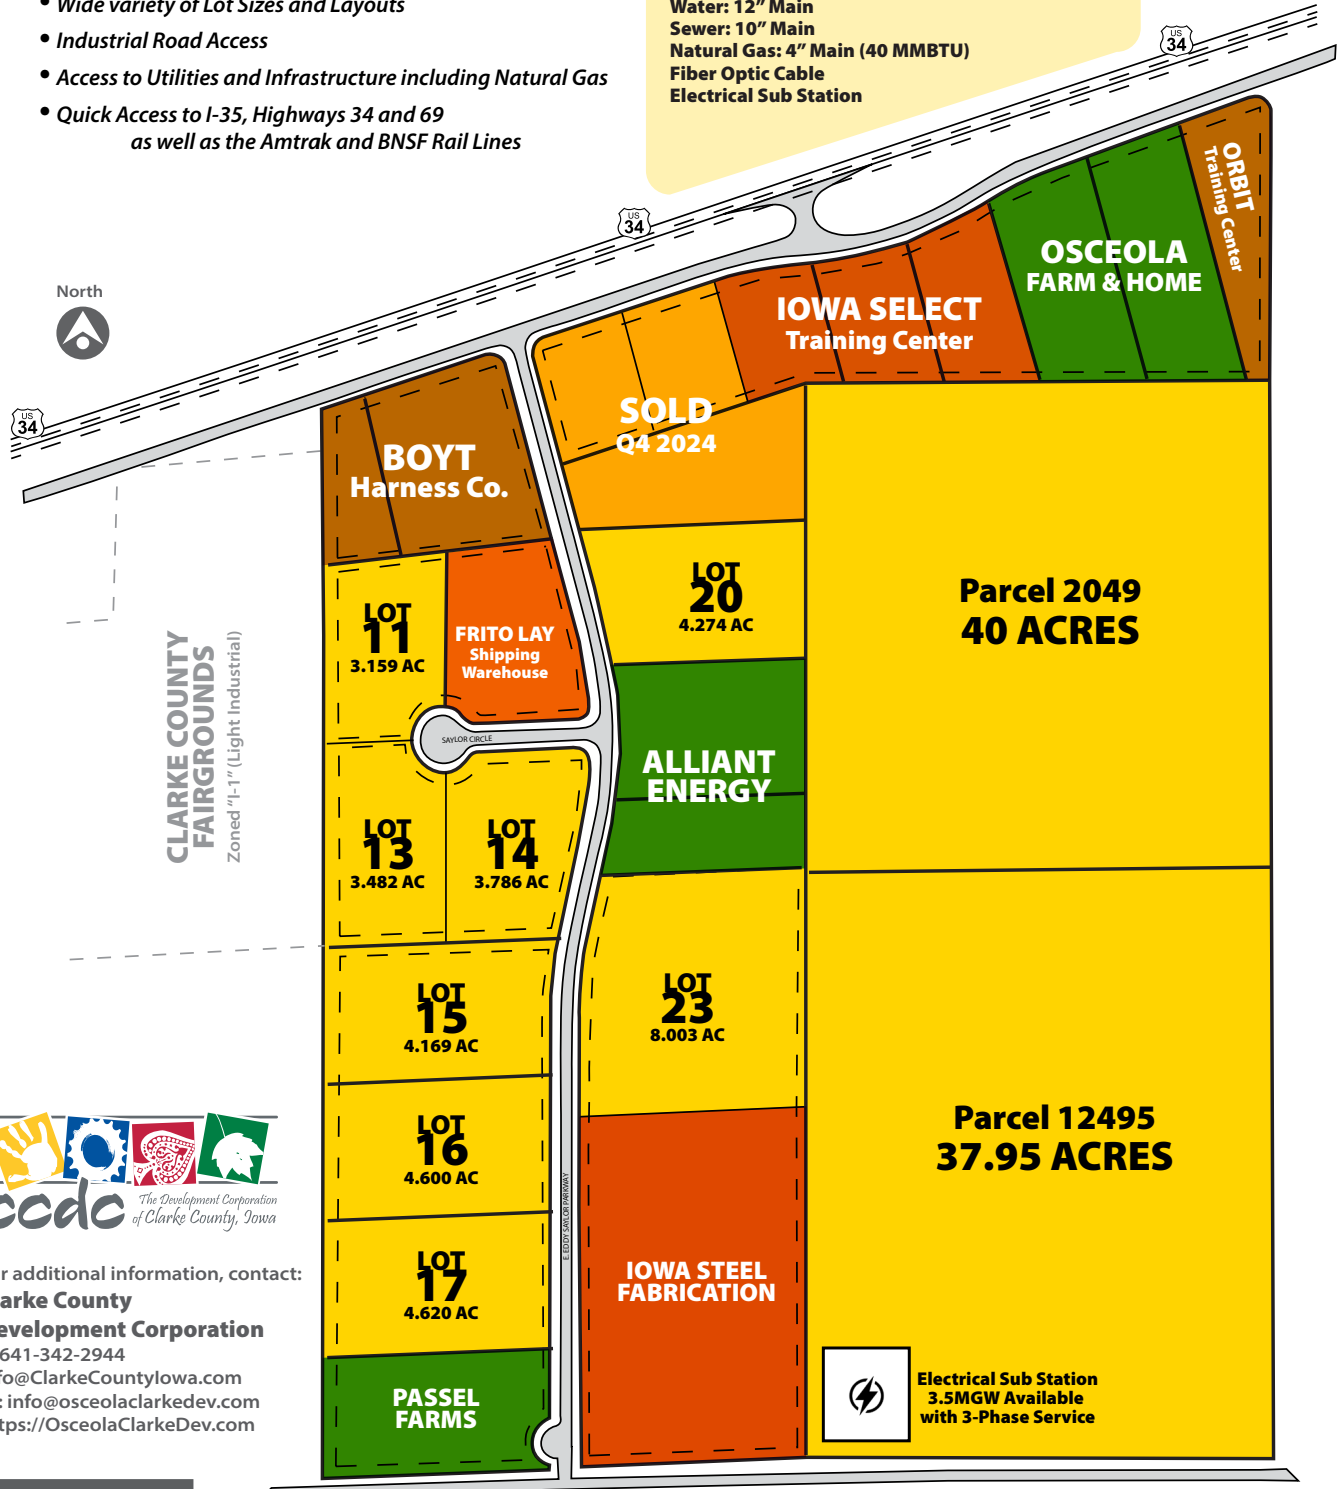 • Wide variety of Lot Sizes and Layouts
• Industrial Road Access
• Access to Utilities and Infrastructure including Natural Gas
• Quick Access to I-35, Highways 34 and 69
as well as the Amtrak and BNSF Rail Lines
Water: 12” Main
Sewer: 10” Main
Natural Gas: 4” Main (40 MMBTU)
Fiber Optic Cable
Electrical Sub Station
US
34
US
34
US
34
North
ORBIT
Training Center
OSCEOLA
FARM & HOME
IOWA SELECT
Training Center
SOLD
Q4 2024
BOYT
Harness Co.
LOT
11
3.159 AC
FRITO LAY
Shipping
Warehouse
LOT
20
4.274 AC
Parcel 2049
40 ACRES
CLARKE COUNTY
FAIRGROUNDS
Zoned “I-1” (Light Industrial)
SAYLOR CIRCLE
ALLIANT
ENERGY
LOT
13
3.482 AC
LOT
14
3.786 AC
LOT
15
4.169 AC
LOT
23
8.003 AC
LOT
16
4.600 AC
Parcel 12495
37.95 ACRES
E. EDDY SAYLOR PARKWAY
LOT
17
4.620 AC
IOWA STEEL
FABRICATION
PASSEL
FARMS
Electrical Sub Station
3.5MGW Available
with 3-Phase Service
ccdc
The Development Corporation
of Clarke County, Iowa
r additional information, contact:
arke County
evelopment Corporation
641-342-2944
fo@ClarkeCountyIowa.com
: info@osceolaclarkedev.com
tps://OsceolaClarkeDev.com